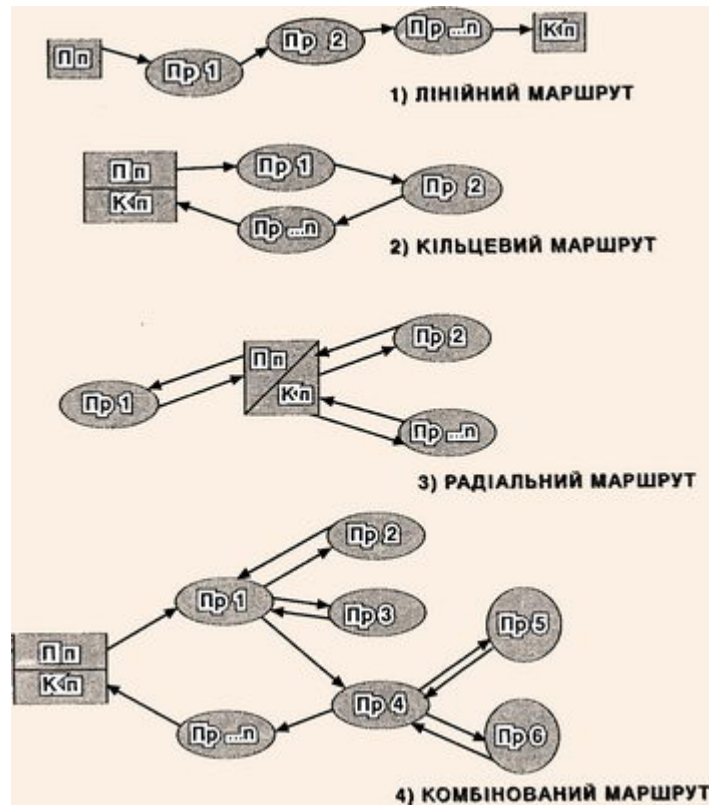 Пп
Пр 1
Пр 2
Пр ...n
Кп
1) ЛІНІЙНИЙ МАРШРУТ
Пп
Кп
Пр 1
Пр 2
Пр ...n
2) КІЛЬЦЕВИЙ МАРШРУТ
Пр 1
Пп
Кп
Пр 2
Пр ...n
3) РАДІАЛЬНИЙ МАРШРУТ
Пр 2
Пр 1
Пр 3
Пр 5
Пп
Кп
Пр 4
Пр ...n
Пр 6
4) КОМБІНОВАНИЙ МАРШРУТ